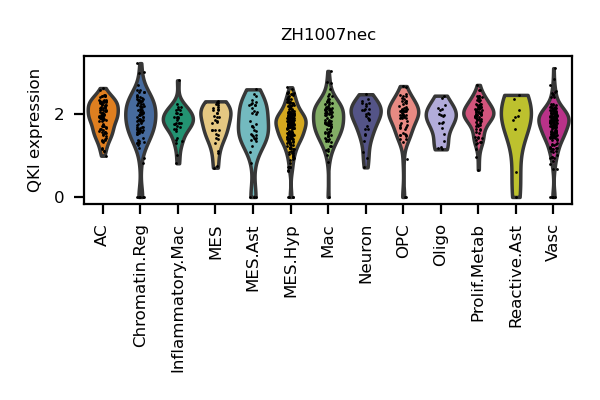 ZH1007nec
QKI expression
2
0
AC
Chromatin.Reg
Inflammatory.Mac
MES
MES.Ast
MES.Hyp
Mac
Neuron
OPC
Oligo
Prolif.Metab
Reactive.Ast
Vasc